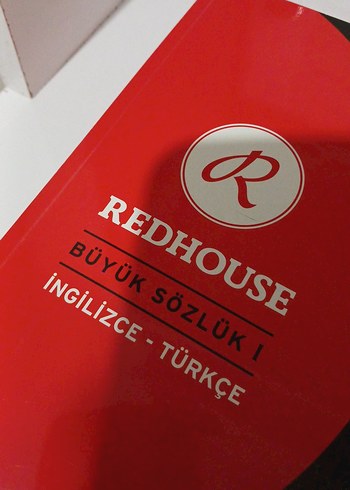 R
REDHOUSE
BÜYÜK SÖZLÜK I
İNGİLİZCE - TÜRKÇE